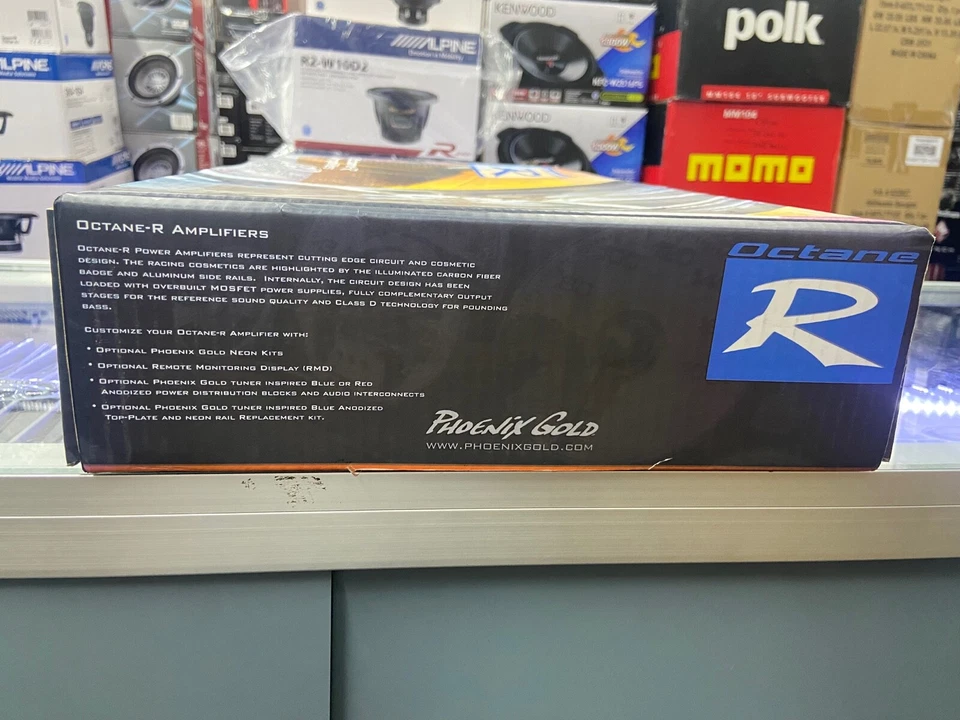 polk
KENWOOD
ALPINE
R2-W10D2
ALPINE
MM104 10" SUBWOOFER
MM104
KENWOOD
momo
ALPINE
R
OCTANE-R AMPLIFIERS
OCTANE-R POWER AMPLIFIERS REPRESENT CUTTING EDGE CIRCUIT AND COSMETIC
DESIGN. THE RACING COSMETICS ARE HIGHLIGHTED BY THE ILLUMINATED CARBON FIBER
BADGE AND ALUMINUM SIDE RAILS. INTERNALLY, THE CIRCUIT DESIGN HAS BEEN
LOADED WITH OVERBUILT MOSFET POWER SUPPLIES, FULLY COMPLEMENTARY OUTPUT
STAGES FOR THE REFERENCE SOUND QUALITY AND CLASS D TECHNOLOGY FOR POUNDING
BASS.
CUSTOMIZE YOUR OCTANE-R AMPLIFIER WITH:
• OPTIONAL PHOENIX GOLD NEON KITS
• OPTIONAL REMOTE MONITORING DISPLAY (RMD)
• OPTIONAL PHOENIX GOLD TUNER INSPIRED BLUE OR RED
ANODIZED POWER DISTRIBUTION BLOCKS AND AUDIO INTERCONNECTS
• OPTIONAL PHOENIX GOLD TUNER INSPIRED BLUE ANODIZED
TOP-PLATE AND NEON RAIL REPLACEMENT KIT.
Octane
R
PHOENIX GOLD
WWW.PHOENIXGOLD.COM